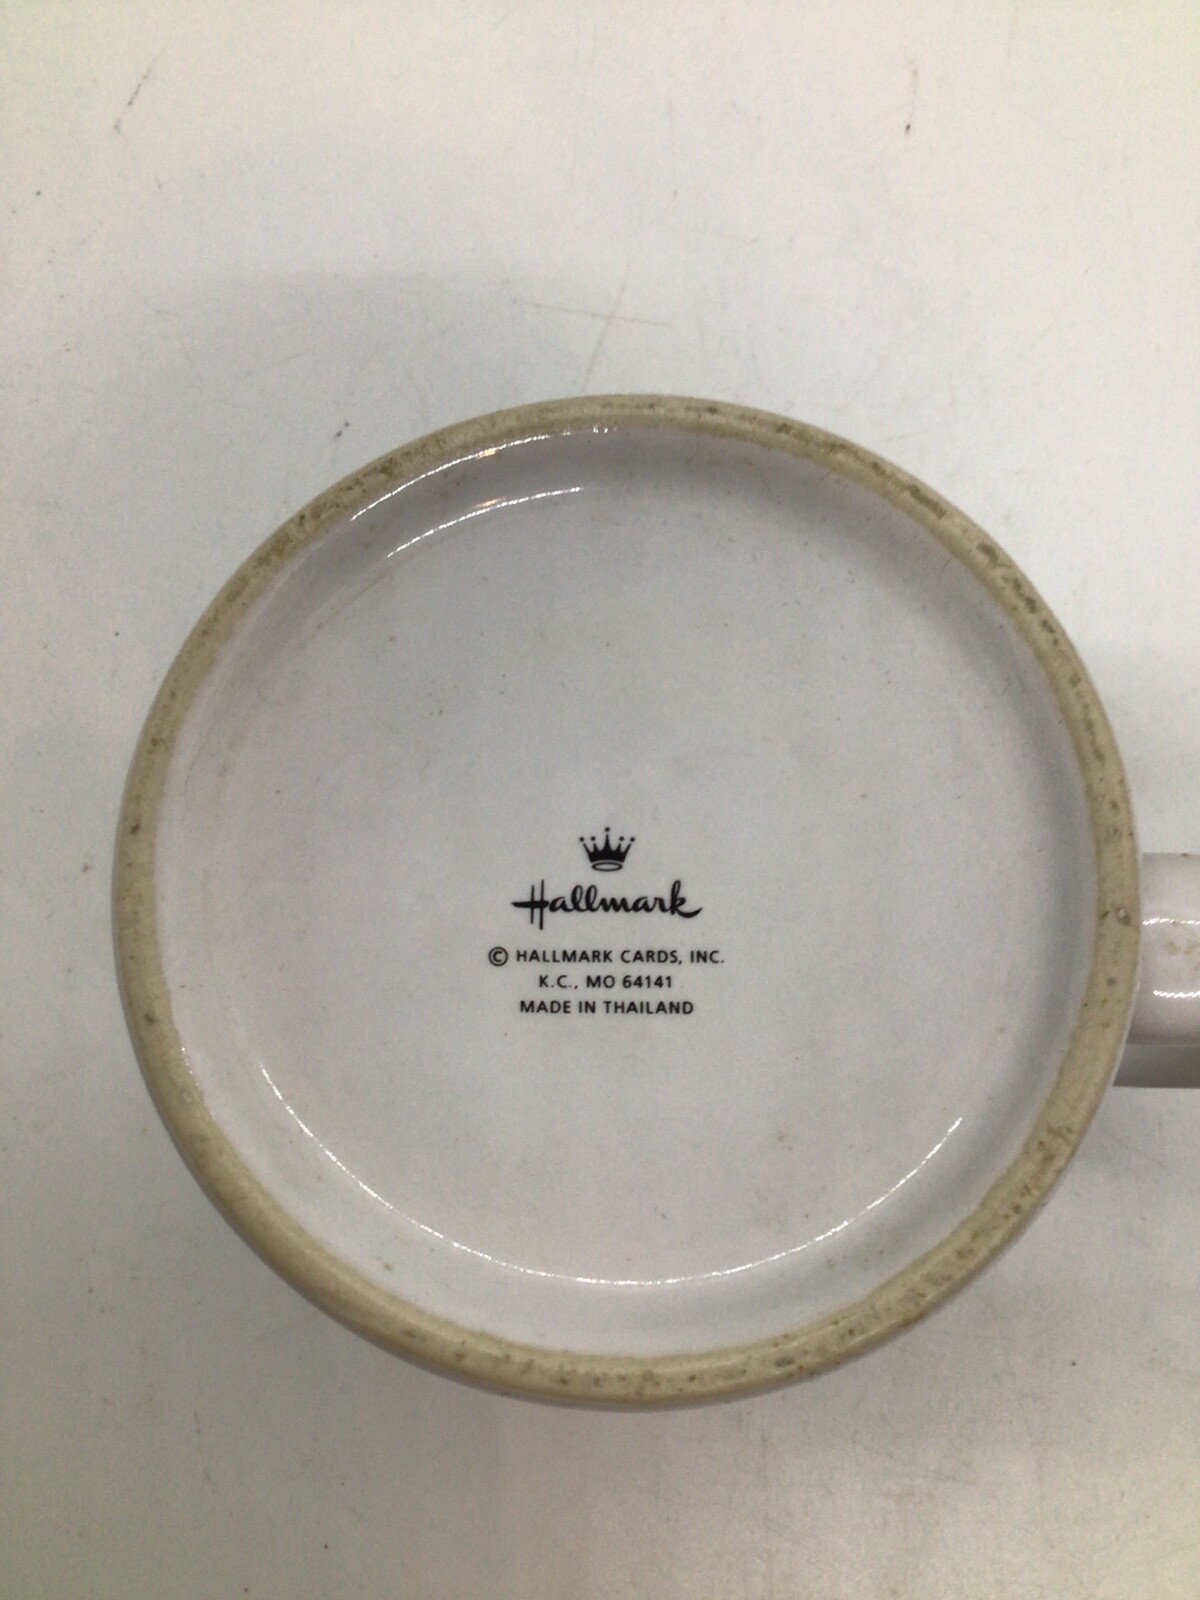 Hallmark
© HALLMARK CARDS, INC.
K.C., MO 64141
MADE IN THAILAND